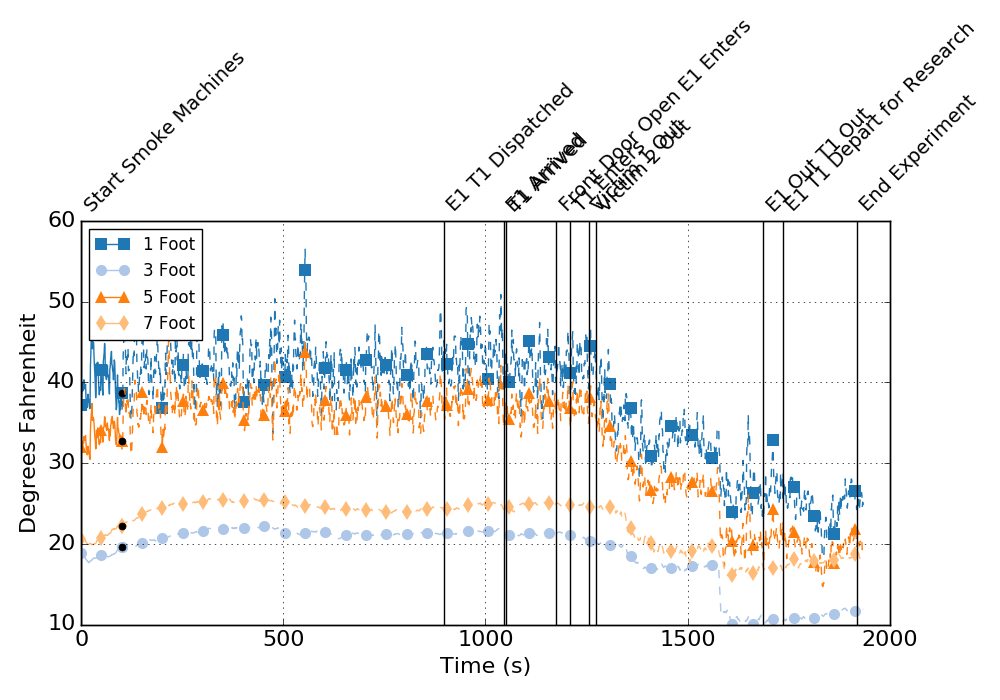 Start Smoke Machines
E1 T1 Dispatched
E1 Arrived
T1 Arrived
Front Door Open E1 Enters
T1 Enters
Victim 1 Out
Victim 2 Out
E1 Out T1 Out
E1 T1 Depart for Research
End Experiment
60
50
40
30
20
10
Degrees Fahrenheit
1 Foot
3 Foot
5 Foot
7 Foot
0
500
1000
1500
2000
Time (s)